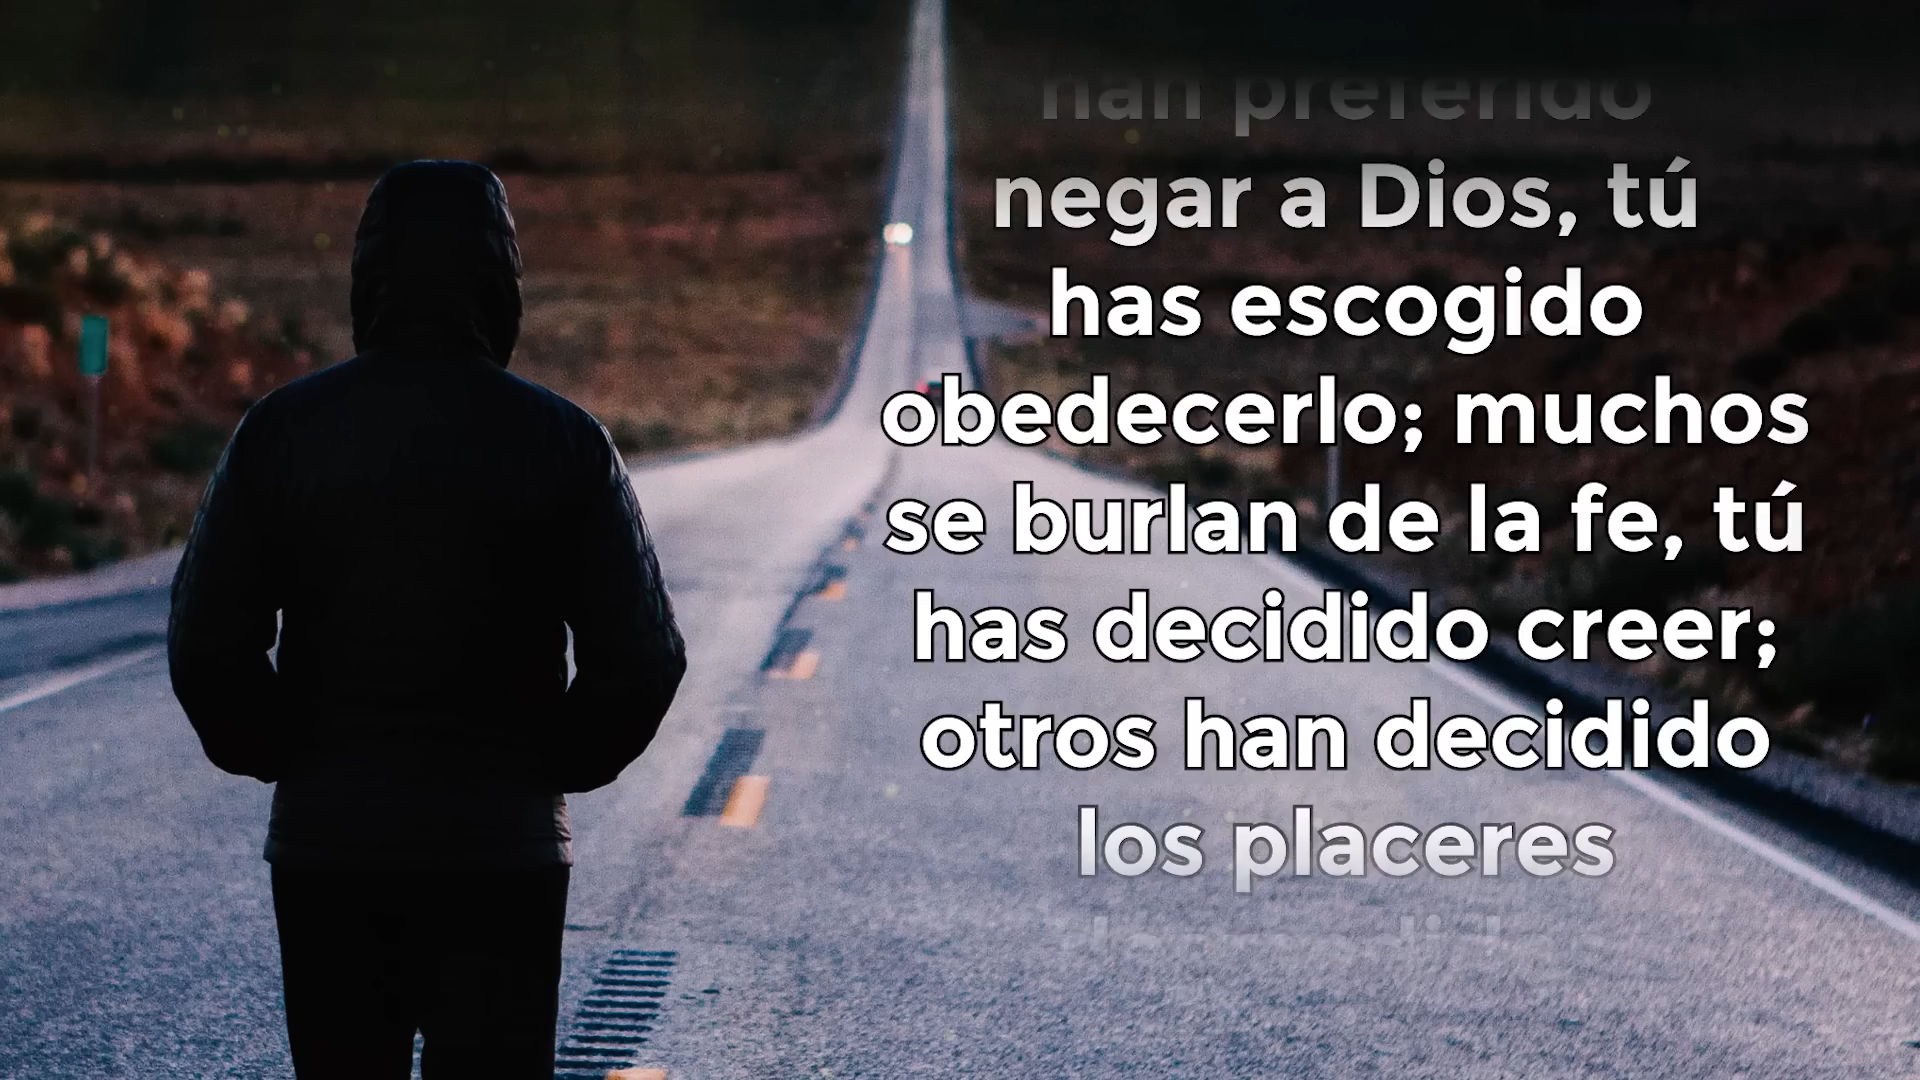 han preferido
negar a Dios, tú
has escogido
obedecerlo; muchos
se burlan de la fe, tú
has decidido creer;
otros han decidido
los placeres